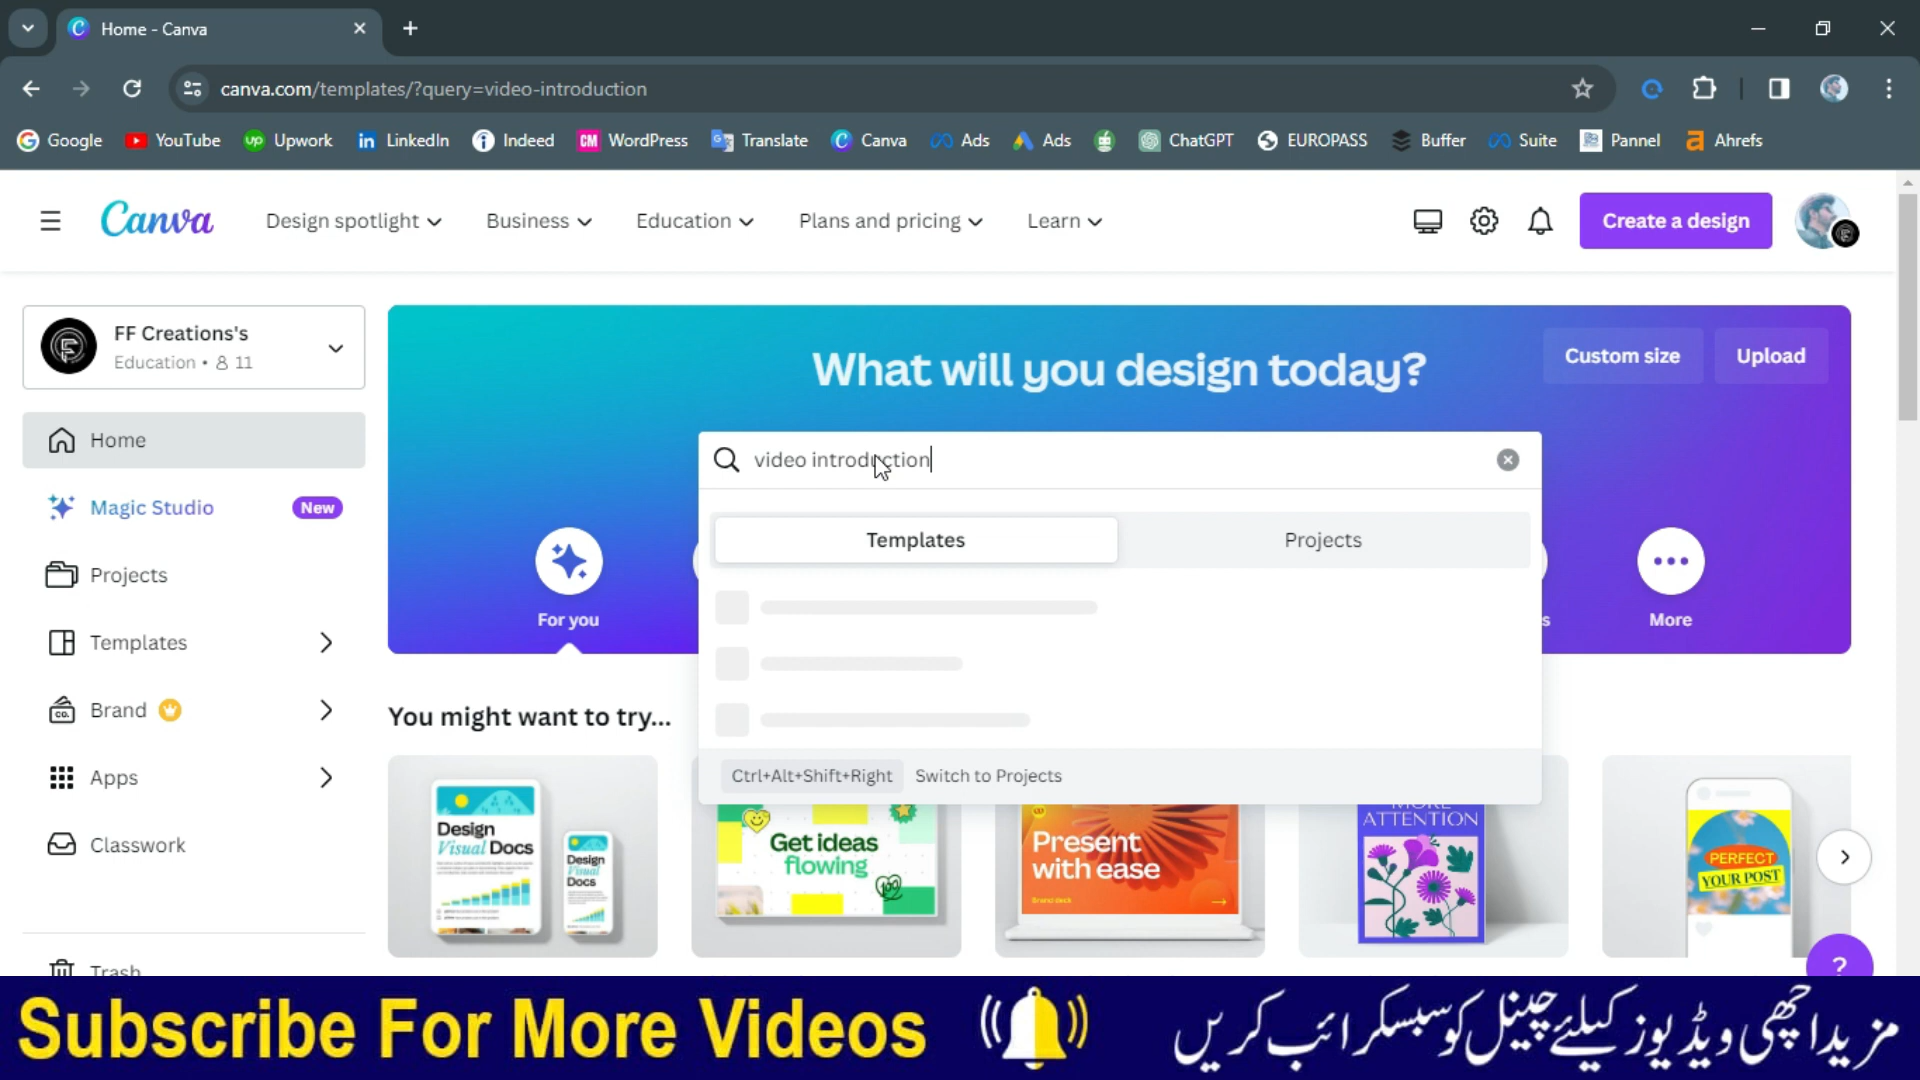 Home - Canva
canva.com/templates/?query=video-introduction
Google YouTube Upwork LinkedIn Indeed WordPress Translate Canva Ads Ads ChatGPT EUROPASS Buffer Suite Pannel Ahrefs
Canva Design spotlight Business Education Plans and pricing Learn Create a design
FF Creations's
Education • 11
What will you design today?
Custom size Upload
Home
video introduction
Magic Studio New
Templates Projects
Projects
For you
s
More
Templates
Brand
You might want to try...
Ctrl+Alt+Shift+Right Switch to Projects
Apps
Classwork
Trash
Design
Visual Docs
Design
Visual
Docs
Get ideas
flowing
Present
with ease
Brand deck
MORE
ATTENTION
PERFECT
YOUR POST
?
Subscribe For More Videos
مزید اچھی ویڈیوز کیلئے چینل کو سبسکرائب کریں